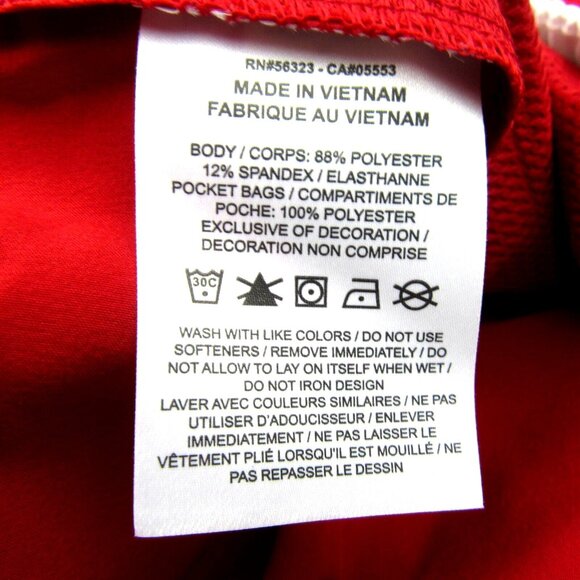 RN#56323 - CA#05553
MADE IN VIETNAM
FABRIQUE AU VIETNAM
BODY / CORPS: 88% POLYESTER
12% SPANDEX / ELASTHANNE
POCKET BAGS / COMPARTIMENTS DE
POCHE: 100% POLYESTER
EXCLUSIVE OF DECORATION /
DECORATION NON COMPRISE
30C
WASH WITH LIKE COLORS / DO NOT USE
SOFTENERS / REMOVE IMMEDIATELY / DO
NOT ALLOW TO LAY ON ITSELF WHEN WET /
DO NOT IRON DESIGN
LAVER AVEC COULEURS SIMILAIRES / NE PAS
UTILISER D'ADOUCISSEUR / ENLEVER
IMMEDIATEMENT / NE PAS LAISSER LE
VÊTEMENT PLIÉ LORSQU'IL EST MOUILLÉ / NE
PAS REPASSER LE DESSIN